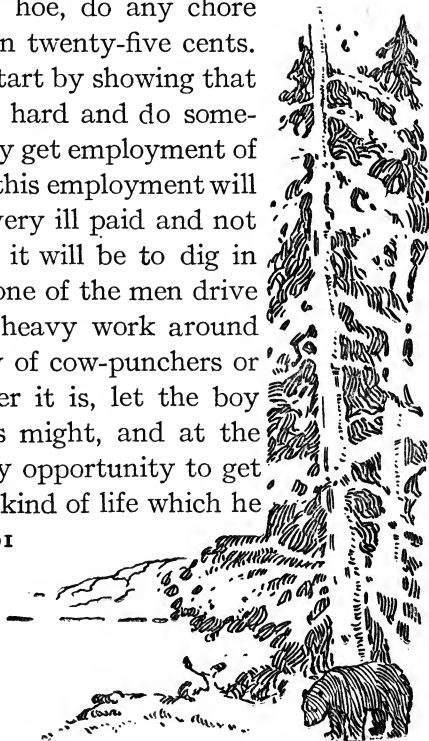 hoe, do any chore
n twenty-five cents.
tart by showing that
hard and do some-
y get employment of
this employment will
very ill paid and not
it will be to dig in
one of the men drive
heavy work around
of cow-punchers or
er it is, let the boy
s might, and at the
y opportunity to get
kind of life which he